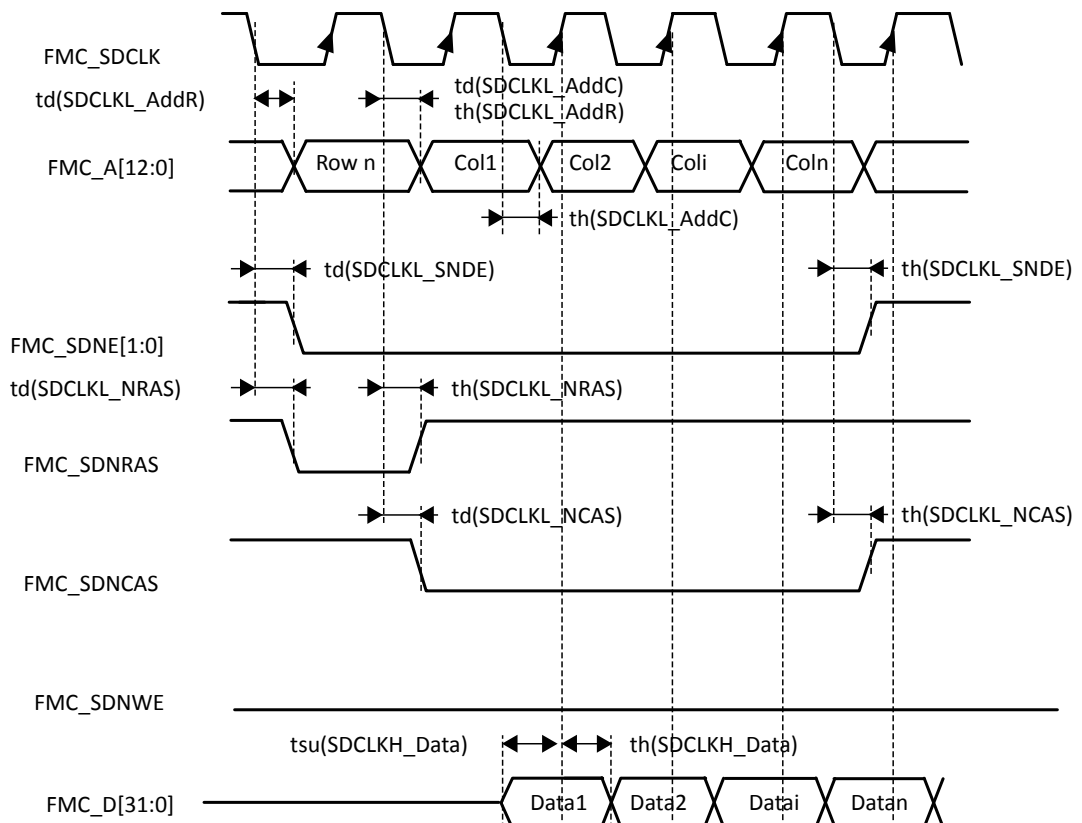 FMC_SDCLK
td(SDCLKL_AddR)
td(SDCLKL_AddC)
th(SDCLKL_AddR)
FMC_A[12:0]
Row n
Col1
Col2
Coli
Coln
th(SDCLKL_AddC)
td(SDCLKL_SNDE)
th(SDCLKL_SNDE)
FMC_SDNE[1:0]
td(SDCLKL_NRAS)
th(SDCLKL_NRAS)
FMC_SDNRAS
td(SDCLKL_NCAS)
th(SDCLKL_NCAS)
FMC_SDNCAS
FMC_SDNWE
tsu(SDCLKH_Data)
th(SDCLKH_Data)
FMC_D[31:0]
Data1
Data2
Datai
Datan